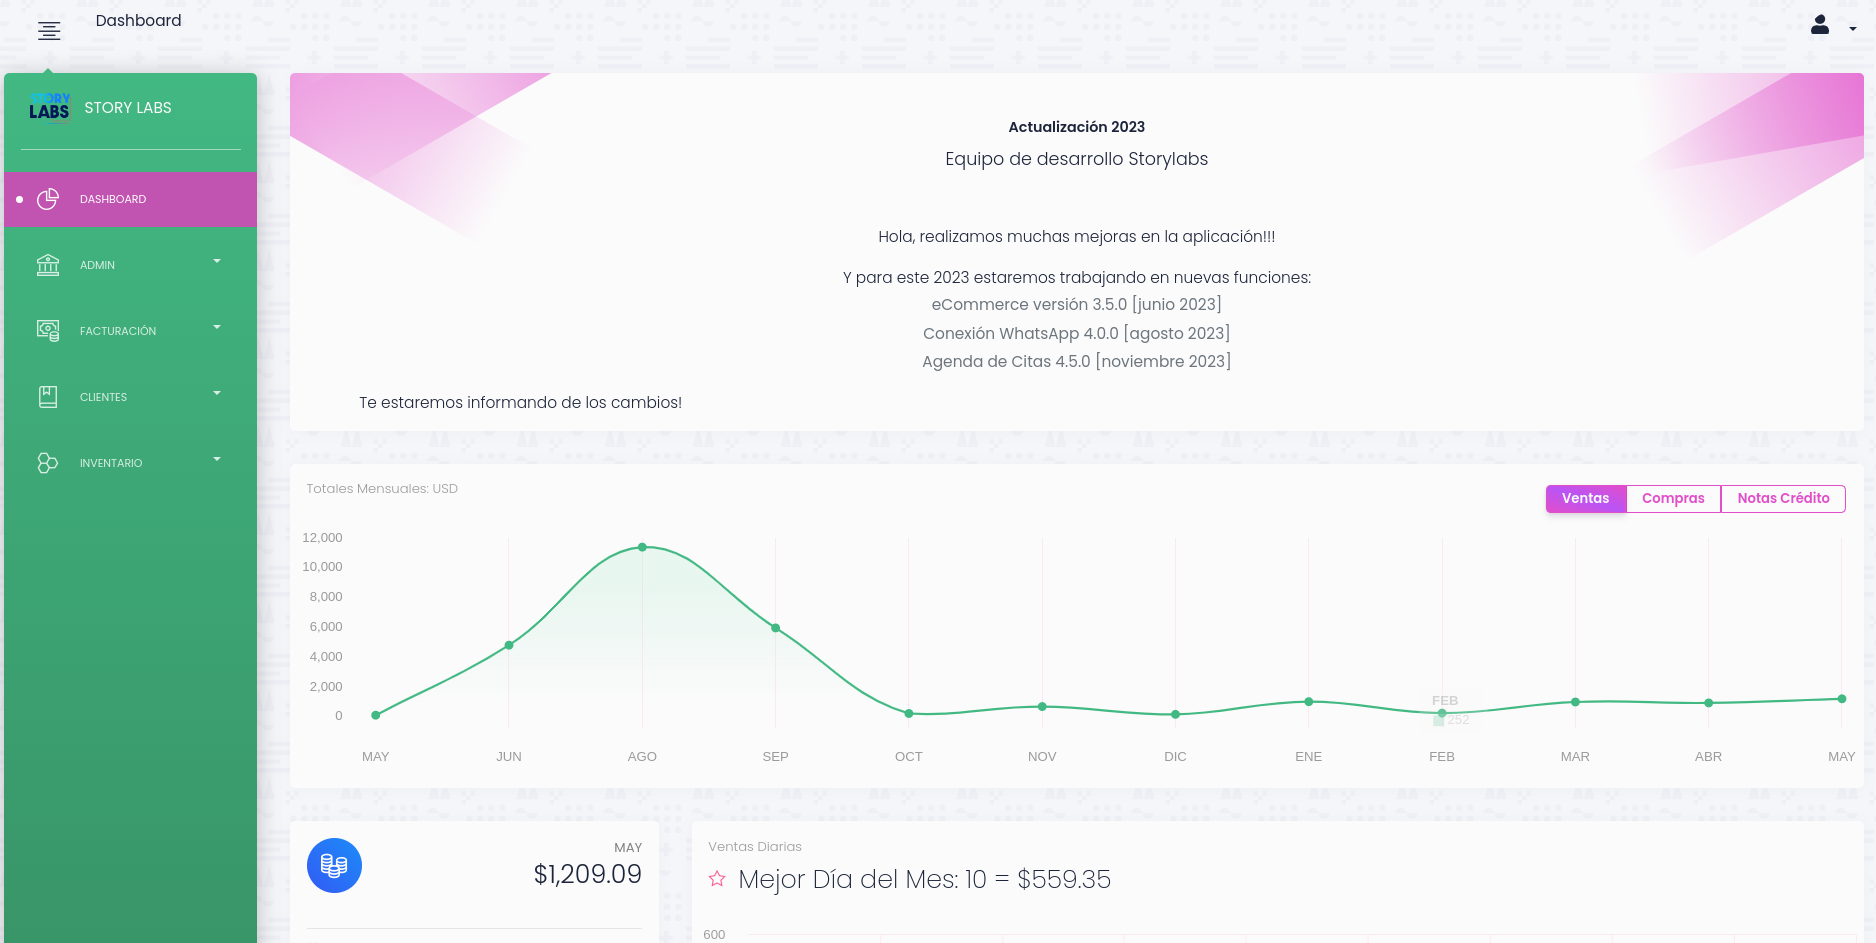 Dashboard
STORY
LABS
STORY LABS
DASHBOARD
ADMIN
FACTURACIÓN
CLIENTES
INVENTARIO
Actualización 2023
Equipo de desarrollo Storylabs
Hola, realizamos muchas mejoras en la aplicación!!!
Y para este 2023 estaremos trabajando en nuevas funciones:
eCommerce versión 3.5.0 [junio 2023]
Conexión WhatsApp 4.0.0 [agosto 2023]
Agenda de Citas 4.5.0 [noviembre 2023]
Te estaremos informando de los cambios!
Totales Mensuales: USD
Ventas Compras Notas Crédito
12,000
10,000
8,000
6,000
4,000
2,000
0
FEB
252
MAY JUN AGO SEP OCT NOV DIC ENE FEB MAR ABR MAY
MAY
$1,209.09
Ventas Diarias
Mejor Día del Mes: 10 = $559.35
600